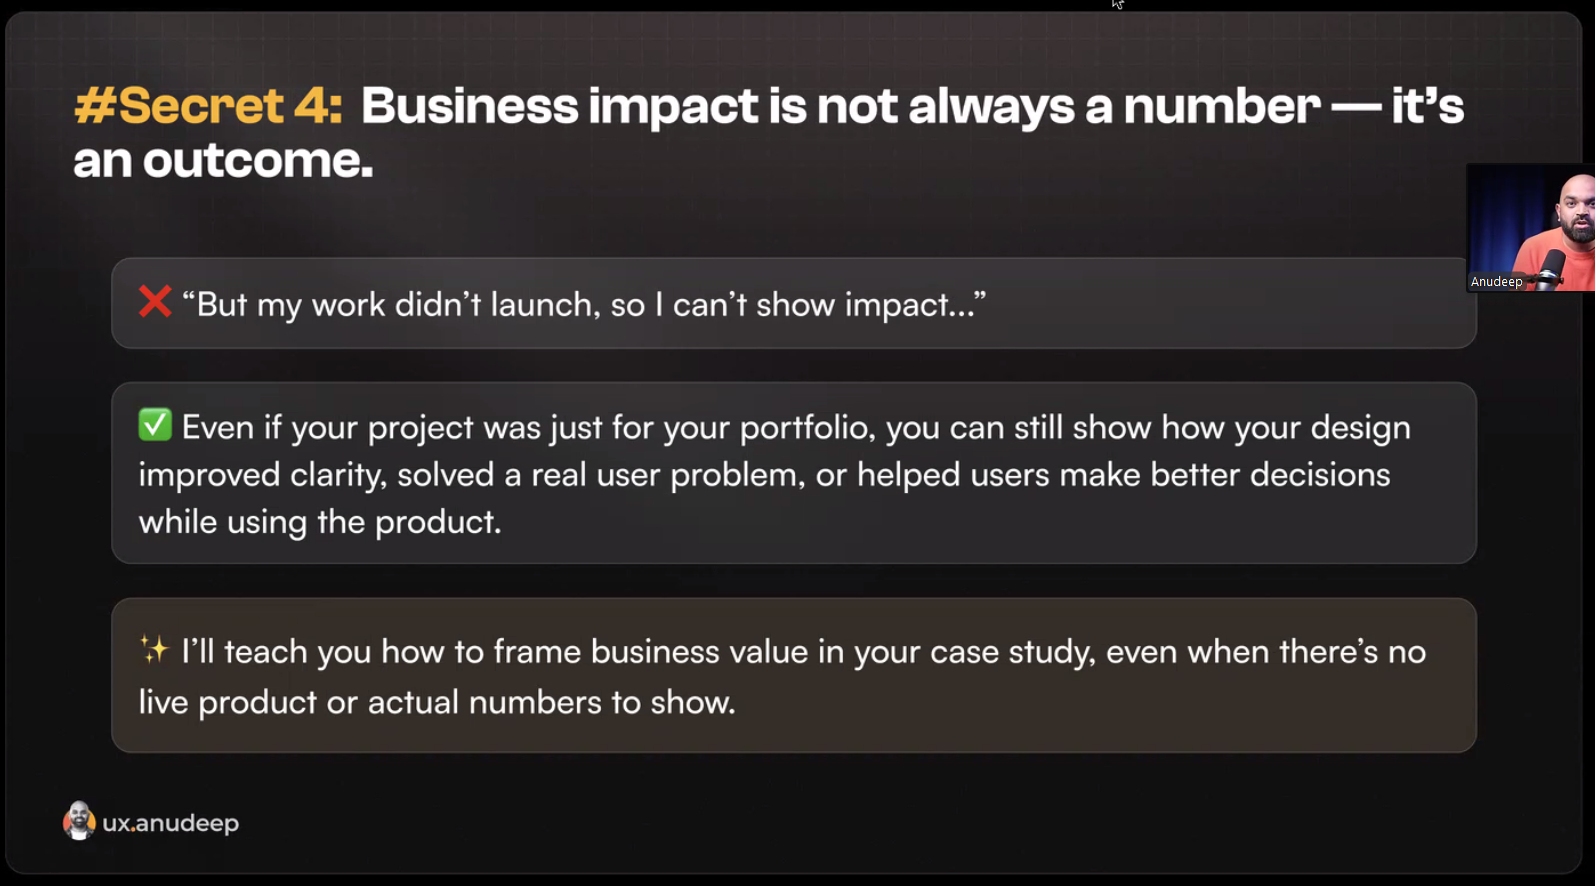 #Secret 4: Business impact is not always a number — it’s
an outcome.
Anudeep
❌ “But my work didn’t launch, so I can’t show impact...”
✅ Even if your project was just for your portfolio, you can still show how your design
improved clarity, solved a real user problem, or helped users make better decisions
while using the product.
✨ I’ll teach you how to frame business value in your case study, even when there’s no
live product or actual numbers to show.
ux.anudeep